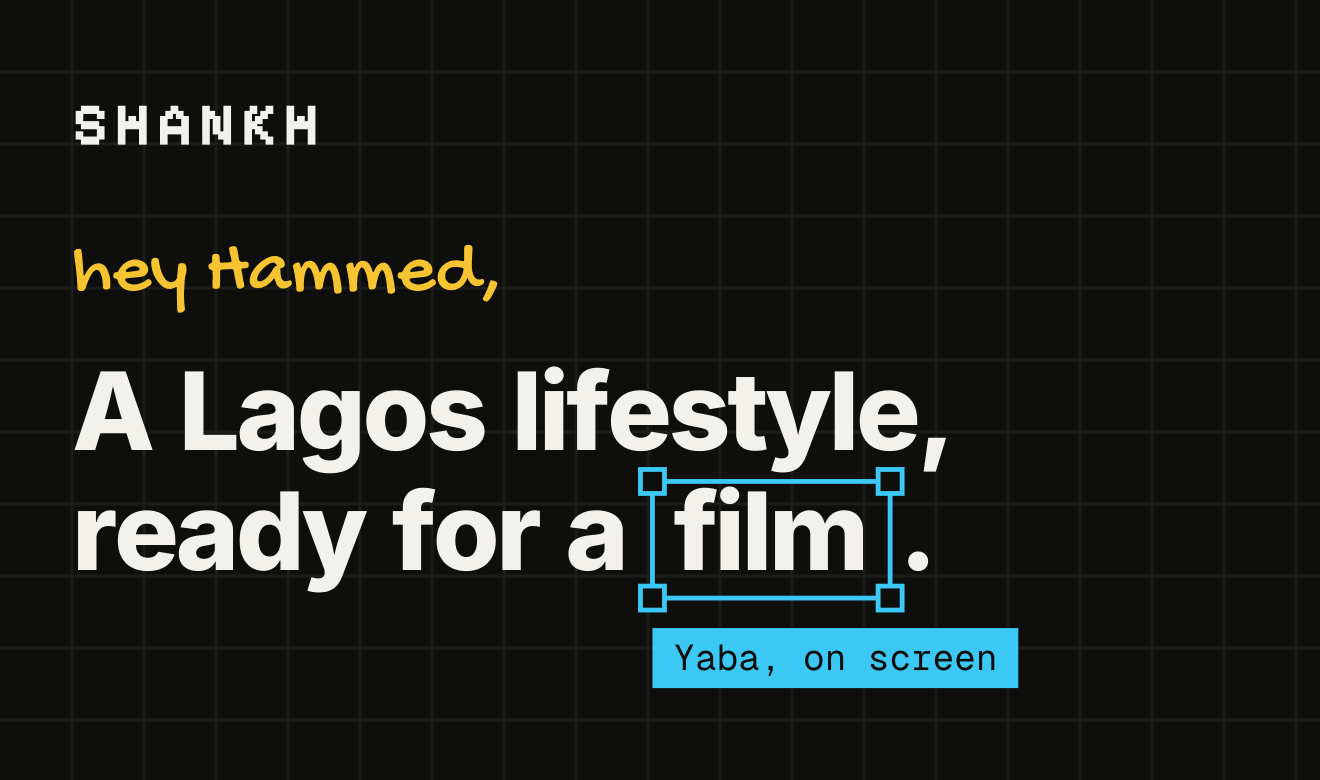 SHANKH
hey Hammed,
A Lagos lifestyle,
ready for a film.
Yaba, on screen